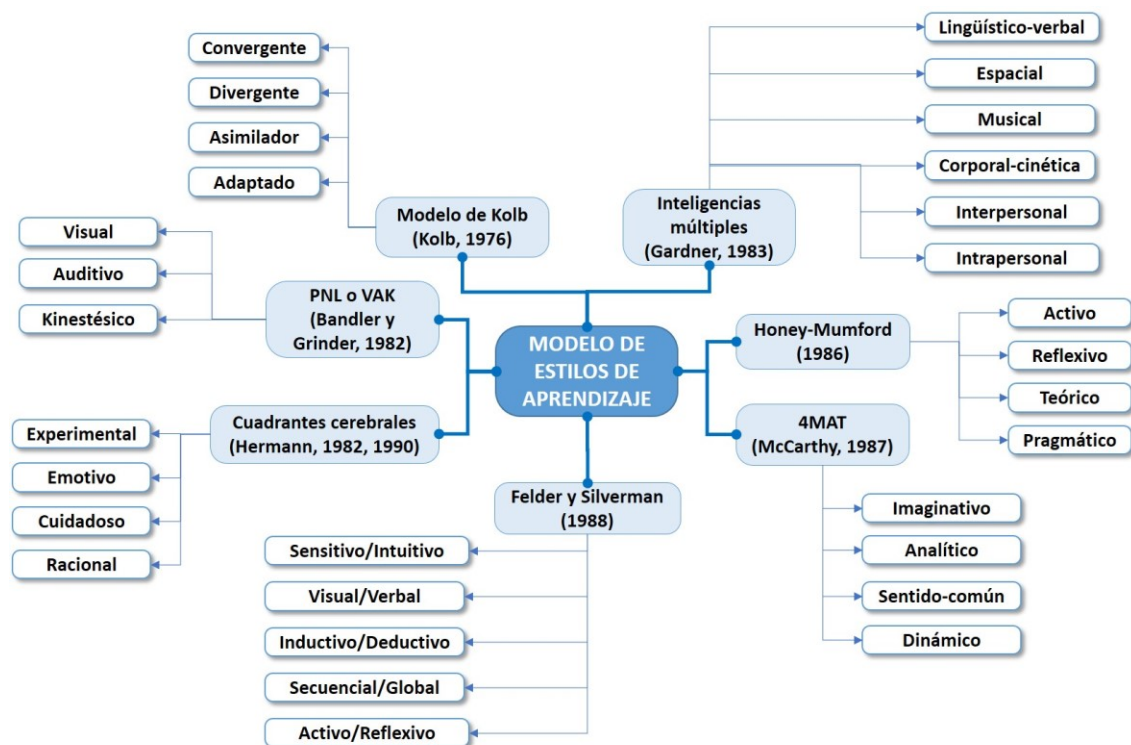 Convergente
Divergente
Asimilador
Adaptado
Modelo de Kolb
(Kolb, 1976)
Lingüístico-verbal
Espacial
Musical
Corporal-cinética
Interpersonal
Intrapersonal
Inteligencias
múltiples
(Gardner, 1983)
Visual
Auditivo
Kinestésico
PNL o VAK
(Bandler y
Grinder, 1982)
MODELO DE
ESTILOS DE
APRENDIZAJE
Honey-Mumford
(1986)
Activo
Reflexivo
Teórico
Pragmático
Cuadrantes cerebrales
(Hermann, 1982, 1990)
Experimental
Emotivo
Cuidadoso
Racional
4MAT
(McCarthy, 1987)
Imaginativo
Analítico
Sentido-común
Dinámico
Felder y Silverman
(1988)
Sensitivo/Intuitivo
Visual/Verbal
Inductivo/Deductivo
Secuencial/Global
Activo/Reflexivo